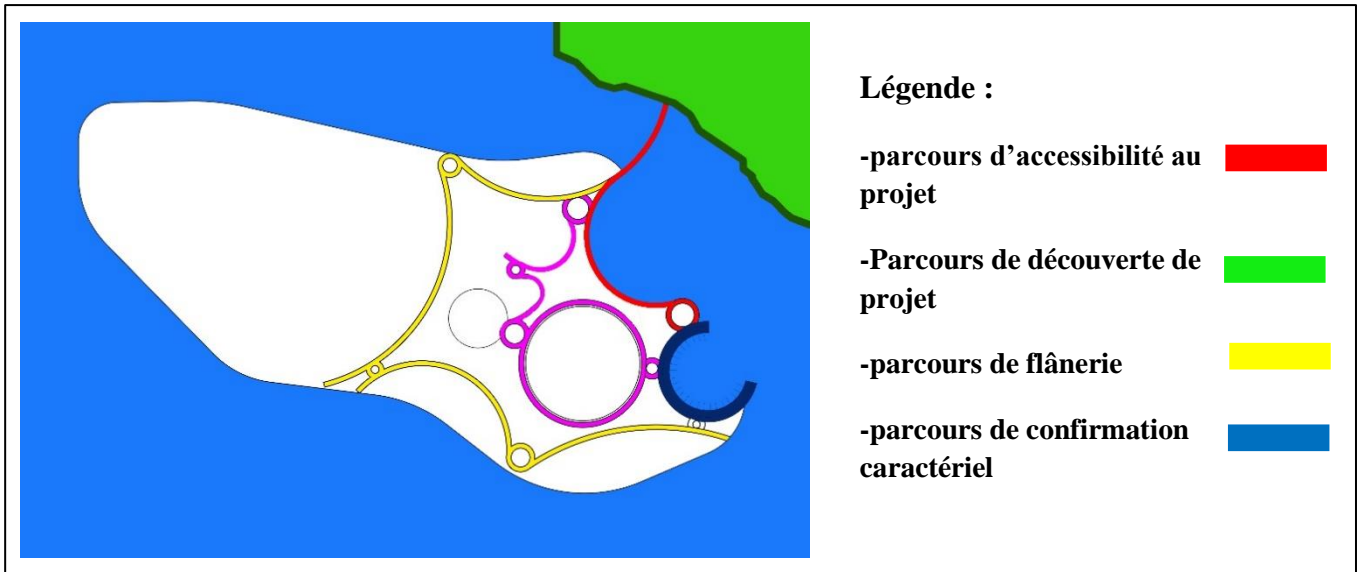 Légende :
-parcours d’accessibilité au
projet
-Parcours de découverte de
projet
-parcours de flânerie
-parcours de confirmation
caractériel